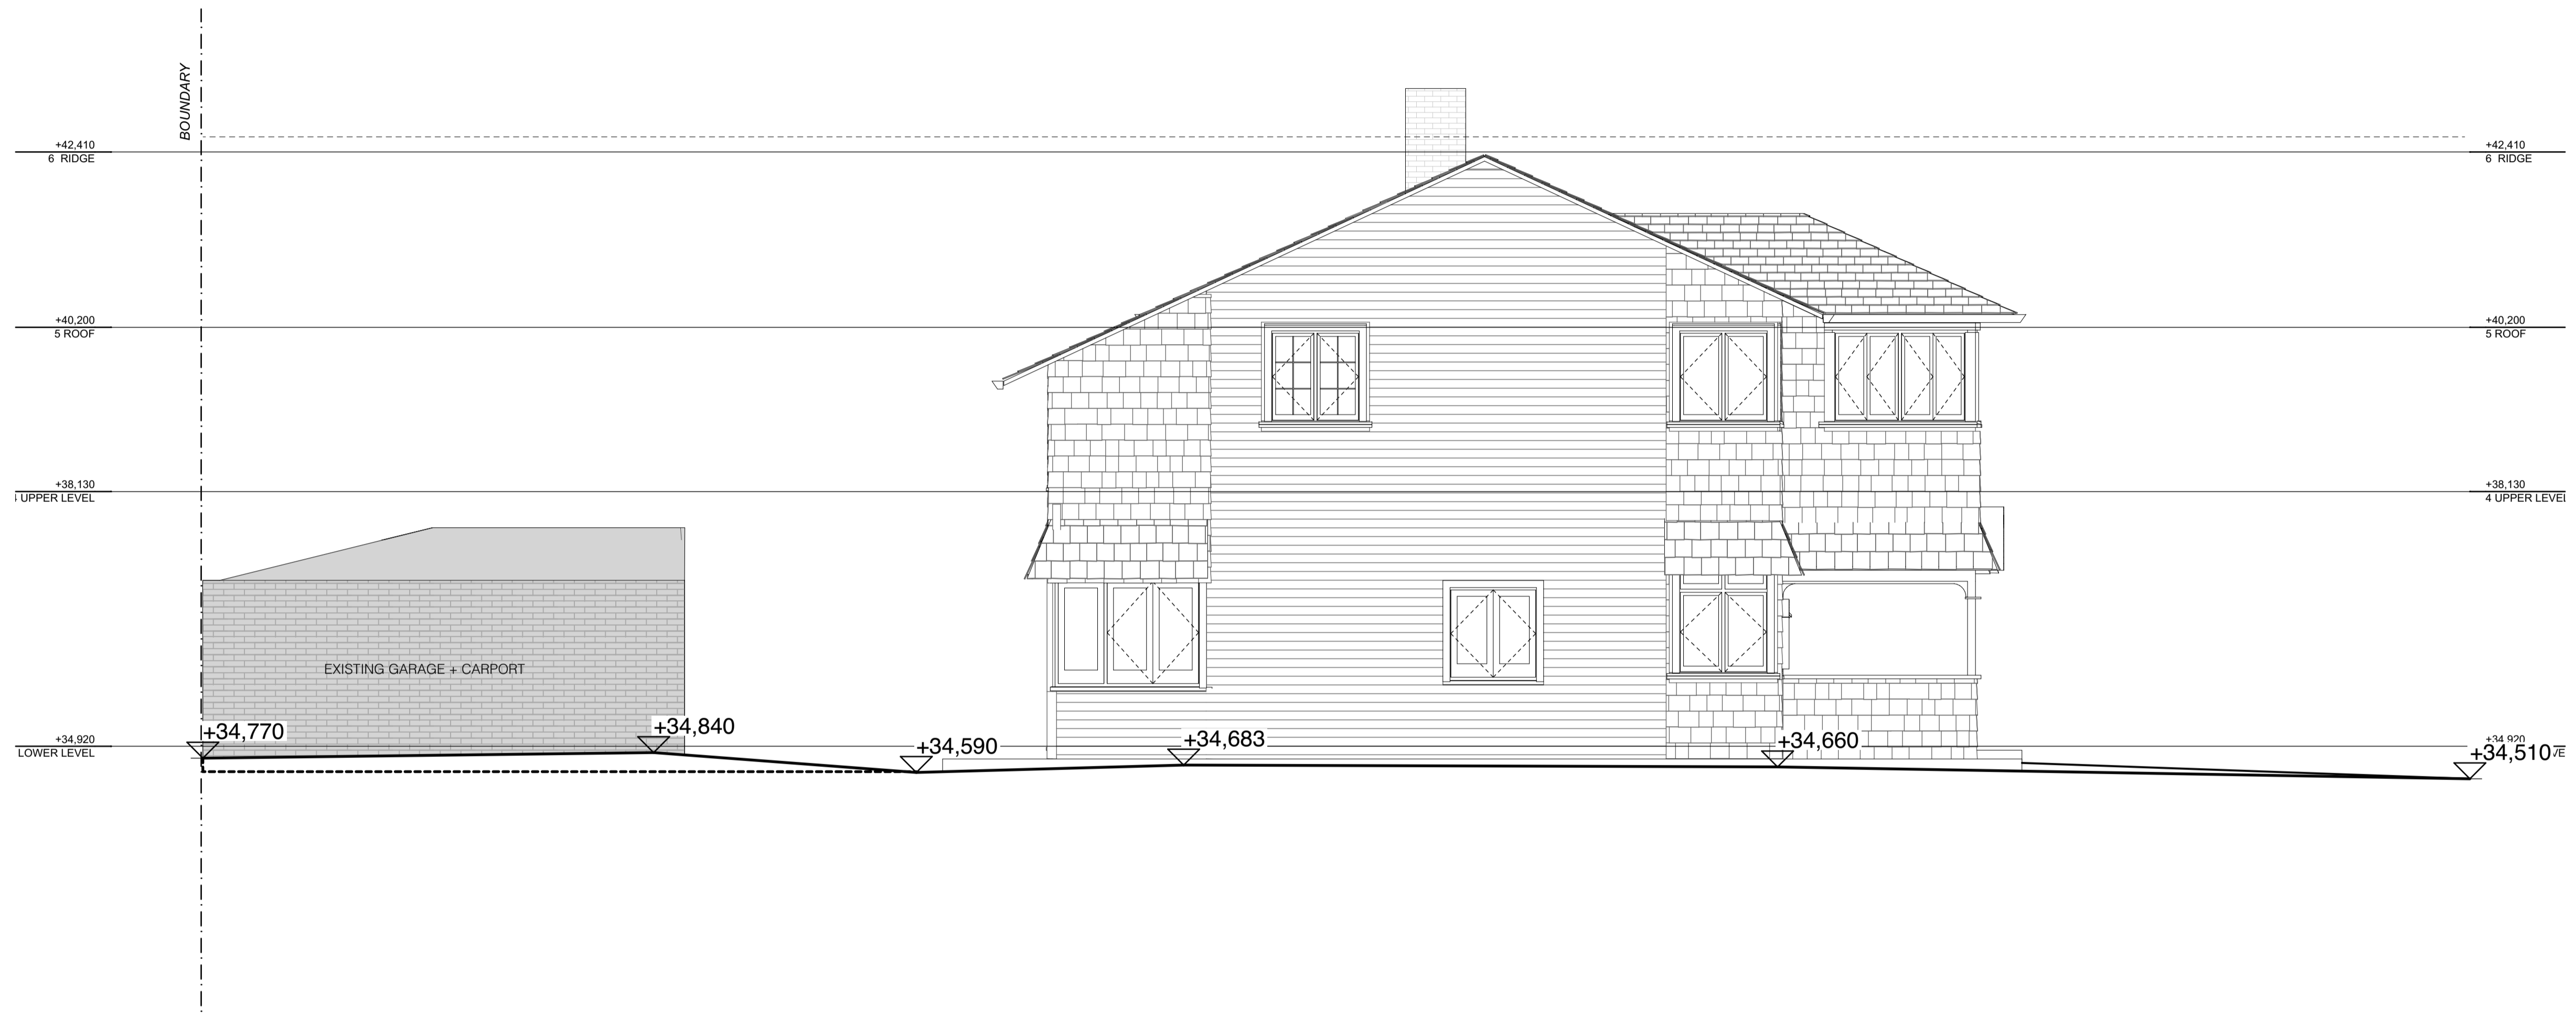 BOUNDARY
+42,410
6 RIDGE
+42,410
6 RIDGE
+40,200
5 ROOF
+40,200
5 ROOF
+38,130
UPPER LEVEL
+38,130
4 UPPER LEVEL
EXISTING GARAGE + CARPORT
+34,920
LOWER LEVEL
+34,770
+34,840
+34,590
+34,683
+34,660
+34,920
+34,510